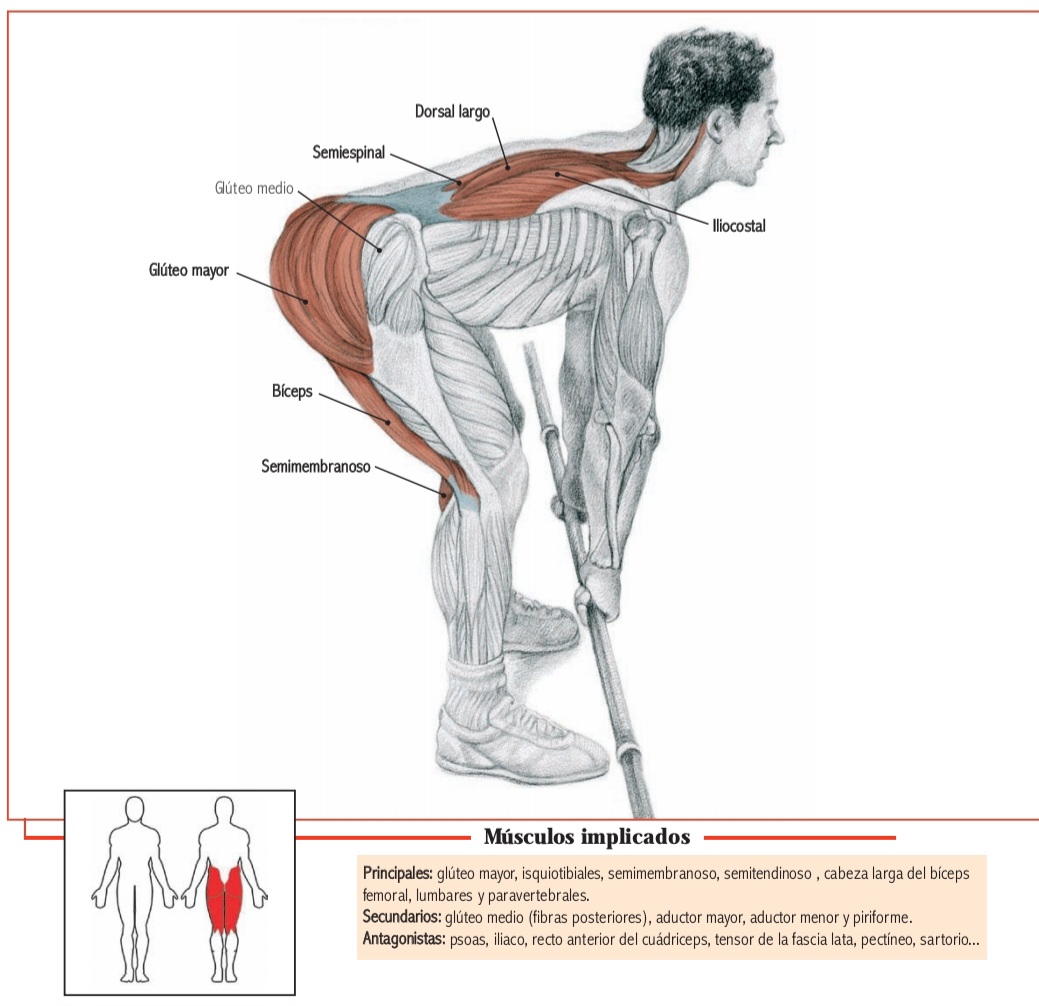 Dorsal largo
Semiespinal
Glúteo medio
Iliocostal
Glúteo mayor
Bíceps
Semimembranoso
Músculos implicados
Principales: glúteo mayor, isquiotibiales, semimembranoso, semitendinoso , cabeza larga del bíceps
femoral, lumbares y paravertebrales.
Secundarios: glúteo medio (fibras posteriores), aductor mayor, aductor menor y piriforme.
Antagonistas: psoas, iliaco, recto anterior del cuádriceps, tensor de la fascia lata, pectíneo, sartorio...